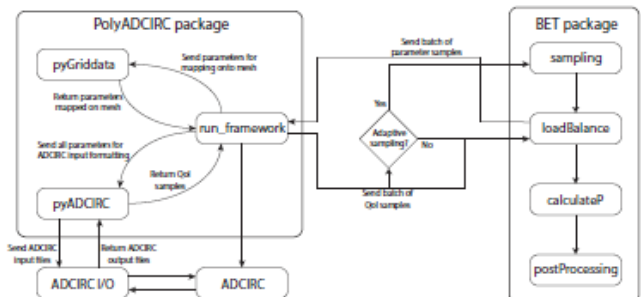 PolyADCIRC package
BET package
pyGriddata
Send parameters for
mapping onto mesh
Return parameters
mapped on mesh
run_framework
Send all parameters for
ADCIRC input formatting
Return QoI
samples
pyADCIRC
Send ADCIRC
input files
Return ADCIRC
output files
ADCIRC I/O
ADCIRC
Send batch of
parameter samples
Yes
Adaptive
sampling?
No
Send batch of
QoI samples
sampling
loadBalance
calculateP
postProcessing